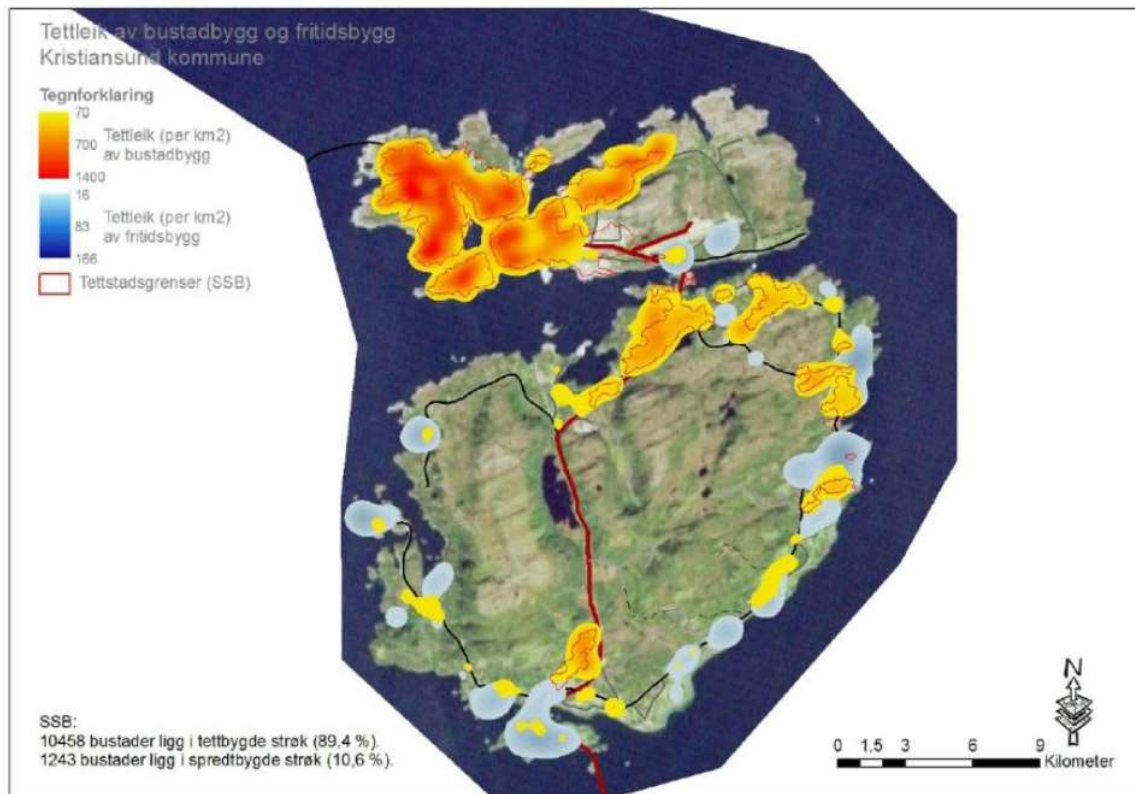 Tettleik av bustadbygg og fritidsbygg
Kristiansund kommune
Tegnforklaring
70
700
1400
Tettleik (per km2)
av bustadbygg
16
83
166
Tettleik (per km2)
av fritidsbygg
Tettstadsgrenser (SSB)
SSB:
10458 bustader ligg i tettbygde strøk (89,4 %).
1243 bustader ligg i spredtbygde strøk (10,6 %).
N
0 1.5 3 6 9
Kilometer